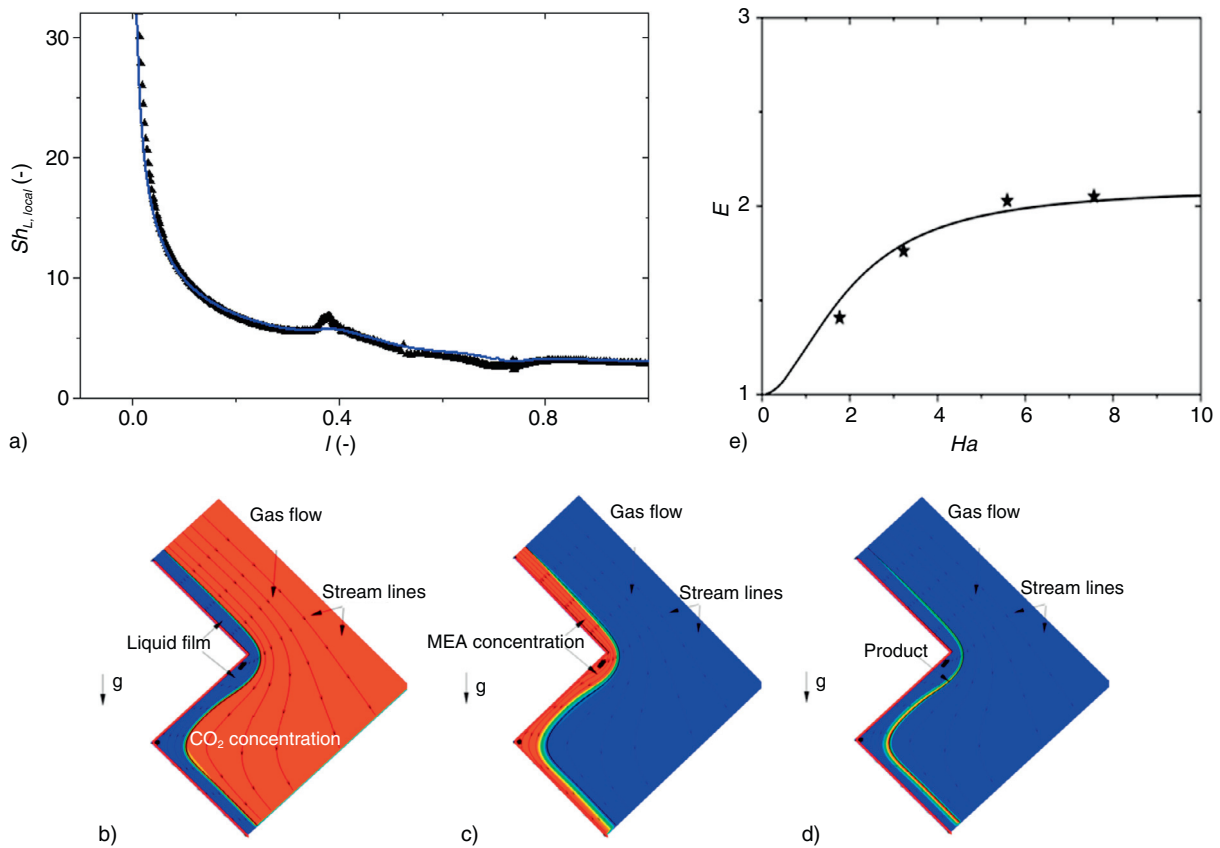 30
20
10
0
Sh_L, local (-)
0.0 0.4 0.8
l (-)
a)
3
2
1
E
0 2 4 6 8 10
Ha
e)
Gas flow
Stream lines
Liquid film
g
CO₂ concentration
b)
Gas flow
Stream lines
MEA concentration
g
c)
Gas flow
Stream lines
Product
g
d)